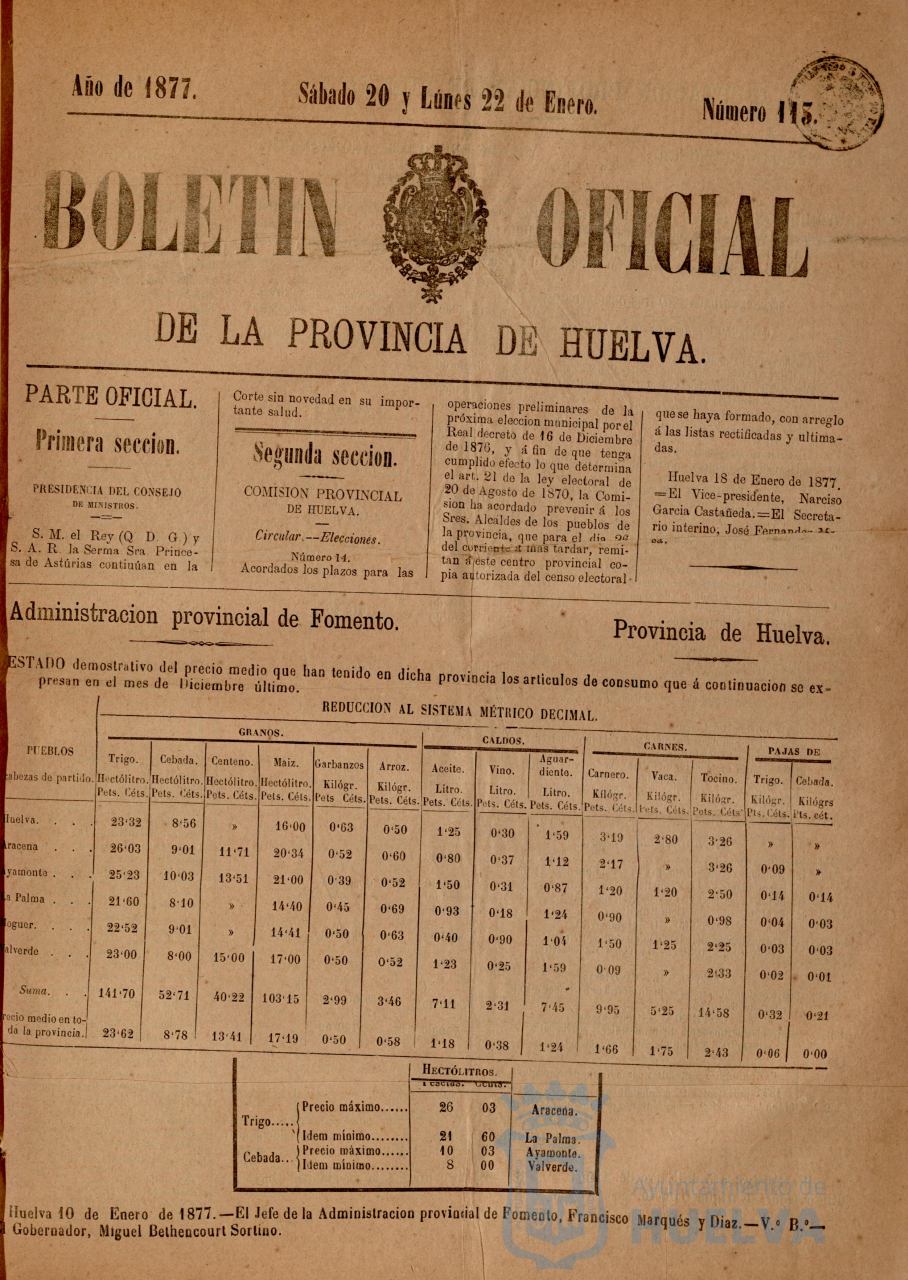 Año de 1877.
Sábado 20 y Lúnes 22 de Enero.
Número 115.
BOLETIN OFICIAL
DE LA PROVINCIA DE HUELVA.
PARTE OFICIAL.
Primera seccion.
PRESIDENCIA DEL CONSEJO
DE MINISTROS.
S. M. el Rey (Q. D. G.) y
S. A. R. la Serma Sra. Prince-
sa de Astúrias continúan en la
Corte sin novedad en su impor-
tante salud.
Segunda seccion.
COMISION PROVINCIAL
DE HUELVA.
Circular.—Elecciones.
Número 14.
Acordados los plazos para las
operaciones preliminares de la
próxima eleccion municipal por el
Real decreto de 16 de Diciembre
de 1876, y á fin de que tenga
cumplido efecto lo que determina
el art. 21 de la ley electoral de
20 de Agosto de 1870, la Comi-
sion ha acordado prevenir á los
Sres. Alcaldes de los pueblos de
la provincia, que para el dia
del corriente á mas tardar, remi-
tan á este centro provincial co-
pia autorizada del censo electoral
que se haya formado, con arreglo
á las listas rectificadas y ultima-
das.
Huelva 18 de Enero de 1877.
=El Vice-presidente, Narciso
Garcia Castañeda.=El Secreta-
rio interino, José
Administracion provincial de Fomento.
Provincia de Huelva.
ESTADO demostrativo del precio medio que han tenido en dicha provincia los articulos de consumo que á continuacion se ex-
presan en el mes de Diciembre último.
REDUCCION AL SISTEMA MÉTRICO DECIMAL.
GRANOS. CALDOS. CARNES. PAJAS DE
PUEBLOS Trigo. Cebada. Centeno. Maiz. Garbanzos Arroz. Aceite. Vino. Aguar-diente. Carnero. Vaca. Tocino. Trigo. Cebada.
cabezas de partido. Hectólitro. Hectólitro. Hectólitro. Hectólitro. Kilógr. Kilógr. Litro. Litro. Litro. Kilógr. Kilógr. Kilógr. Kilógr. Kilógrs
Pets. Céts. Pets. Céts. Pets. Céts. Pets. Céts. Pets Céts. Pets. Céts. Pets. Céts. Pets. Céts. Pets. Céts. Pets. Céts. Pets. Céts. Pets. Céts Pts. Céts. Pts. cét.
Huelva. . . . 23·32 8·56 » 16·00 0·63 0·50 1·25 0·30 1·59 3·19 2·80 3·26 » »
Aracena . . . 26·03 9·01 11·71 20·34 0·52 0·60 0·80 0·37 1·12 2·17 » 3·26 0·09 »
Ayamonte . . . 25·23 10·03 13·51 21·00 0·39 0·52 1·50 0·31 0·87 1·20 1·20 2·50 0·14 0·14
La Palma . . . 21·60 8·10 » 14·40 0·45 0·69 0·93 0·18 1·24 0·90 » 0·98 0·04 0·03
Moguer. . . . 22·52 9·01 » 14·41 0·50 0·63 0·40 0·90 1·04 1·50 1·25 2·25 0·03 0·03
Valverde . . . 23·00 8·00 15·00 17·00 0·50 0·52 1·23 0·25 1·59 0·09 » 2·33 0·02 0·01
Suma. . . 141·70 52·71 40·22 103·15 2·99 3·46 7·11 2·31 7·45 9·95 5·25 14·58 0·32 0·21
Precio medio en to-
da la provincia. 23·62 8·78 13·41 17·19 0·50 0·58 1·18 0·38 1·24 1·66 1·75 2·43 0·06 0·00
HECTÓLITROS.
Pesetas. Cents.
Trigo..... Precio máximo...... 26 03 Aracena.
Idem mínimo........ 21 60 La Palma.
Cebada... Precio máximo...... 10 03 Ayamonte.
Idem mínimo........ 8 00 Valverde.
Huelva 10 de Enero de 1877.—El Jefe de la Administracion provincial de Fomento, Francisco Marqués y Diaz.—V.º B.º—
Gobernador, Miguel Bethencourt Sortino.
Ayuntamiento de
HUELVA